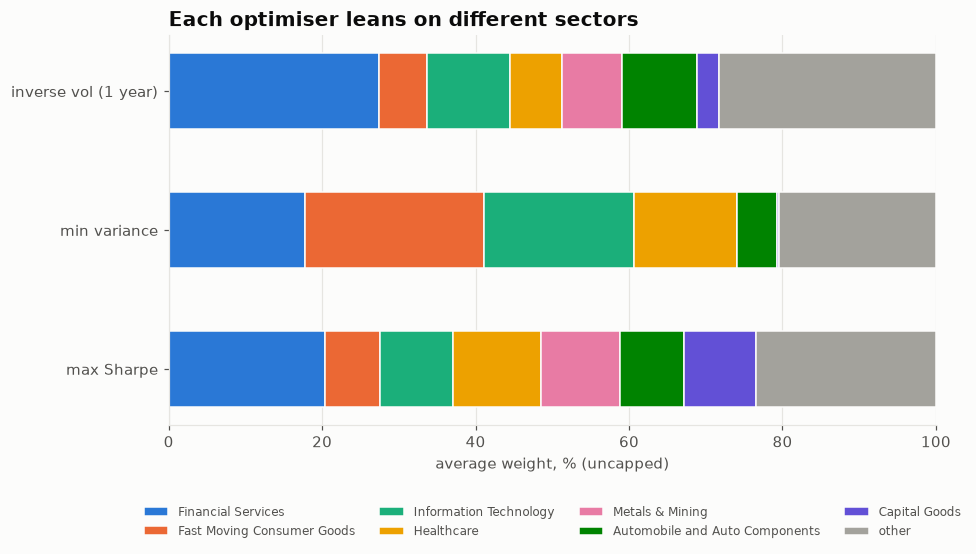 Each optimiser leans on different sectors
inverse vol (1 year)
min variance
max Sharpe
0 20 40 60 80 100
average weight, % (uncapped)
Financial Services Information Technology Metals & Mining Capital Goods
Fast Moving Consumer Goods Healthcare Automobile and Auto Components other